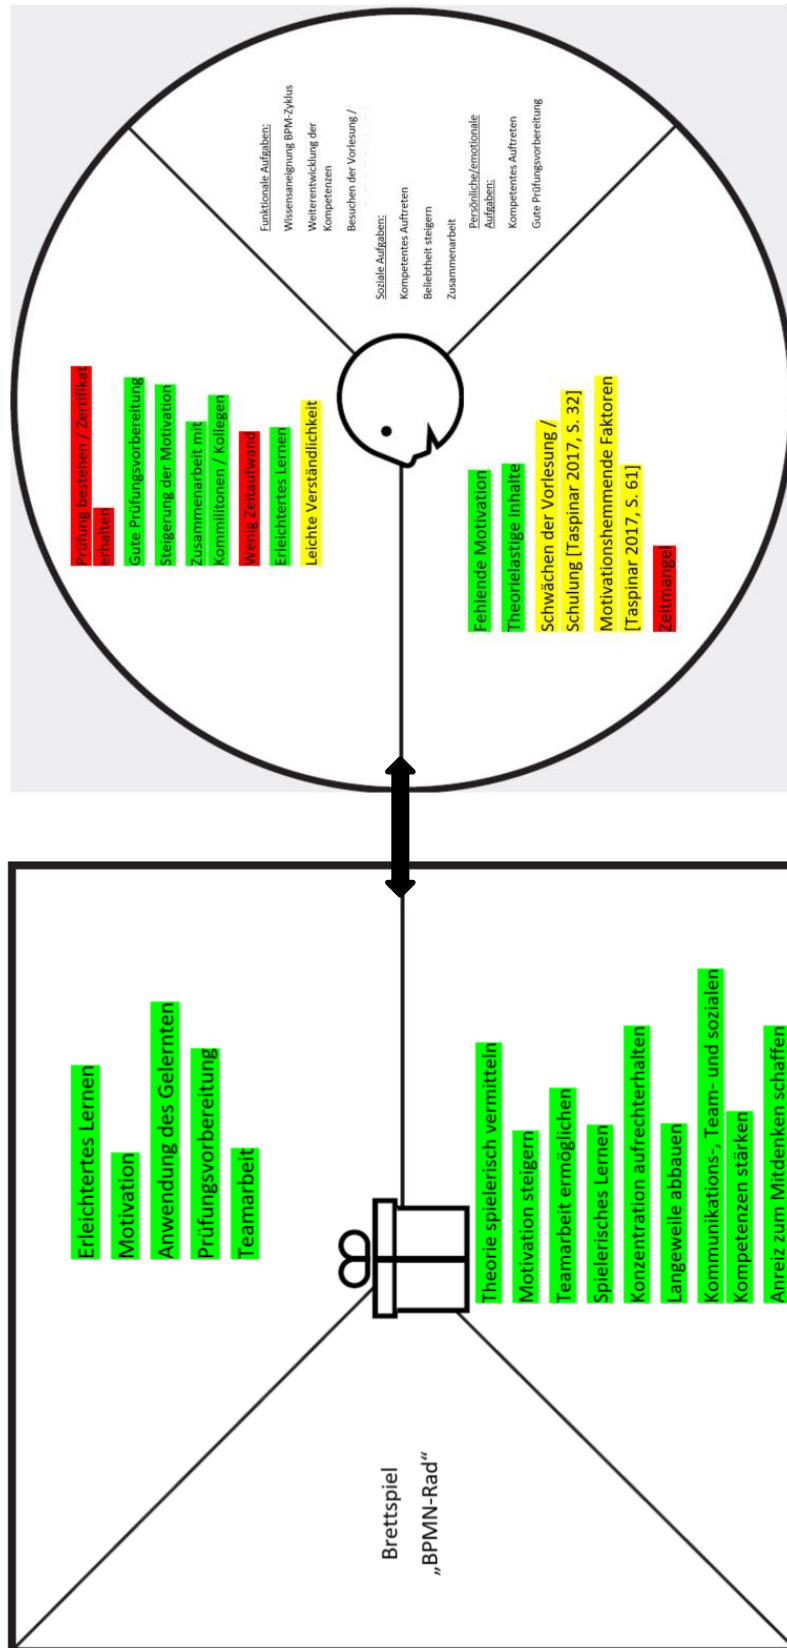 Erleichtertes Lernen
Motivation
Anwendung des Gelernten
Prüfungsvorbereitung
Teamarbeit
Brettspiel
„BPMN-Rad“
Theorie spielerisch vermitteln
Motivation steigern
Teamarbeit ermöglichen
Spielerisches Lernen
Konzentration aufrechterhalten
Langeweile abbauen
Kommunikations-, Team- und sozialen
Kompetenzen stärken
Anreiz zum Mitdenken schaffen
Prüfung bestehen / Zertifikat
erhalten
Gute Prüfungsvorbereitung
Steigerung der Motivation
Zusammenarbeit mit
Kommilitonen / Kollegen
Wenig Zeitaufwand
Erleichtertes Lernen
Leichte Verständlichkeit
Funktionale Aufgaben:
Wissensaneignung BPM-Zyklus
Weiterentwicklung der
Kompetenzen
Besuchen der Vorlesung /
Soziale Aufgaben:
Kompetentes Auftreten
Beliebtheit steigern
Zusammenarbeit
Persönliche/emotionale
Aufgaben:
Kompetentes Auftreten
Gute Prüfungsvorbereitung
Fehlende Motivation
Theorielastige Inhalte
Schwächen der Vorlesung /
Schulung [Taspinar 2017, S. 32]
Motivationshemmende Faktoren
[Taspinar 2017, S. 61]
Zeitmangel